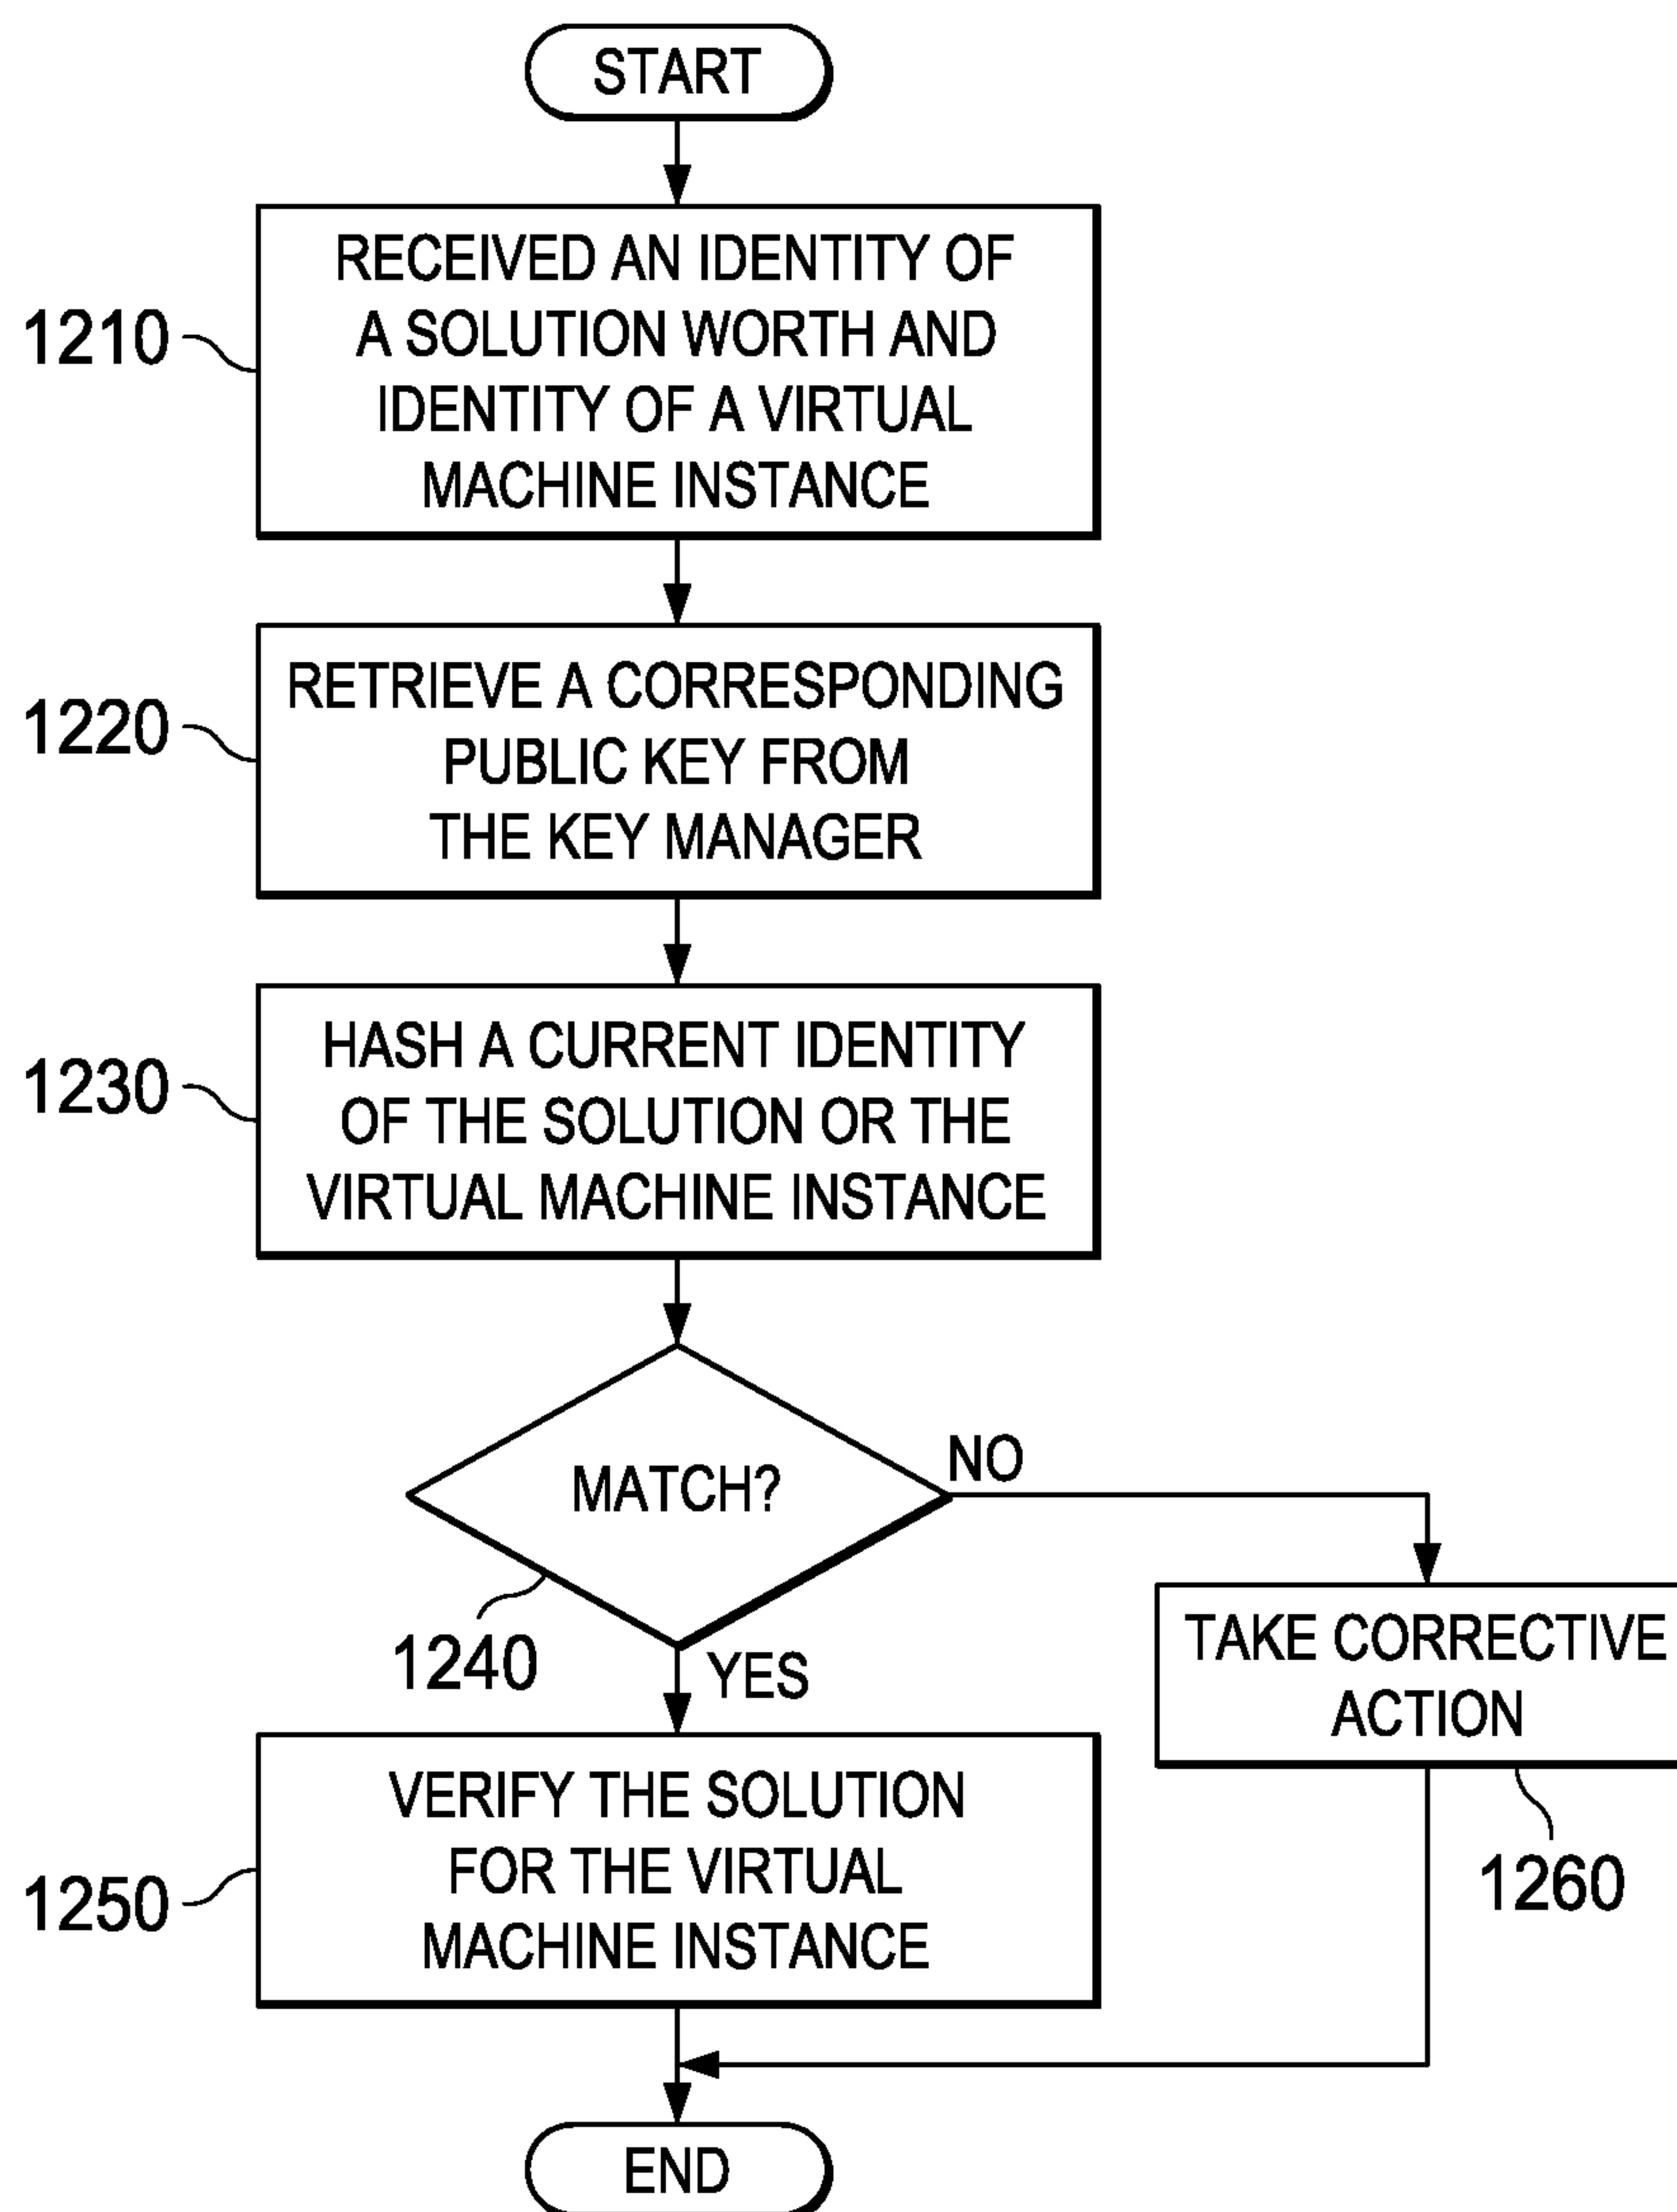 START
RECEIVED AN IDENTITY OF
A SOLUTION WORTH AND
IDENTITY OF A VIRTUAL
MACHINE INSTANCE
1210
RETRIEVE A CORRESPONDING
PUBLIC KEY FROM
THE KEY MANAGER
1220
HASH A CURRENT IDENTITY
OF THE SOLUTION OR THE
VIRTUAL MACHINE INSTANCE
1230
MATCH?
NO
1240
YES
TAKE CORRECTIVE
ACTION
1260
VERIFY THE SOLUTION
FOR THE VIRTUAL
MACHINE INSTANCE
1250
END